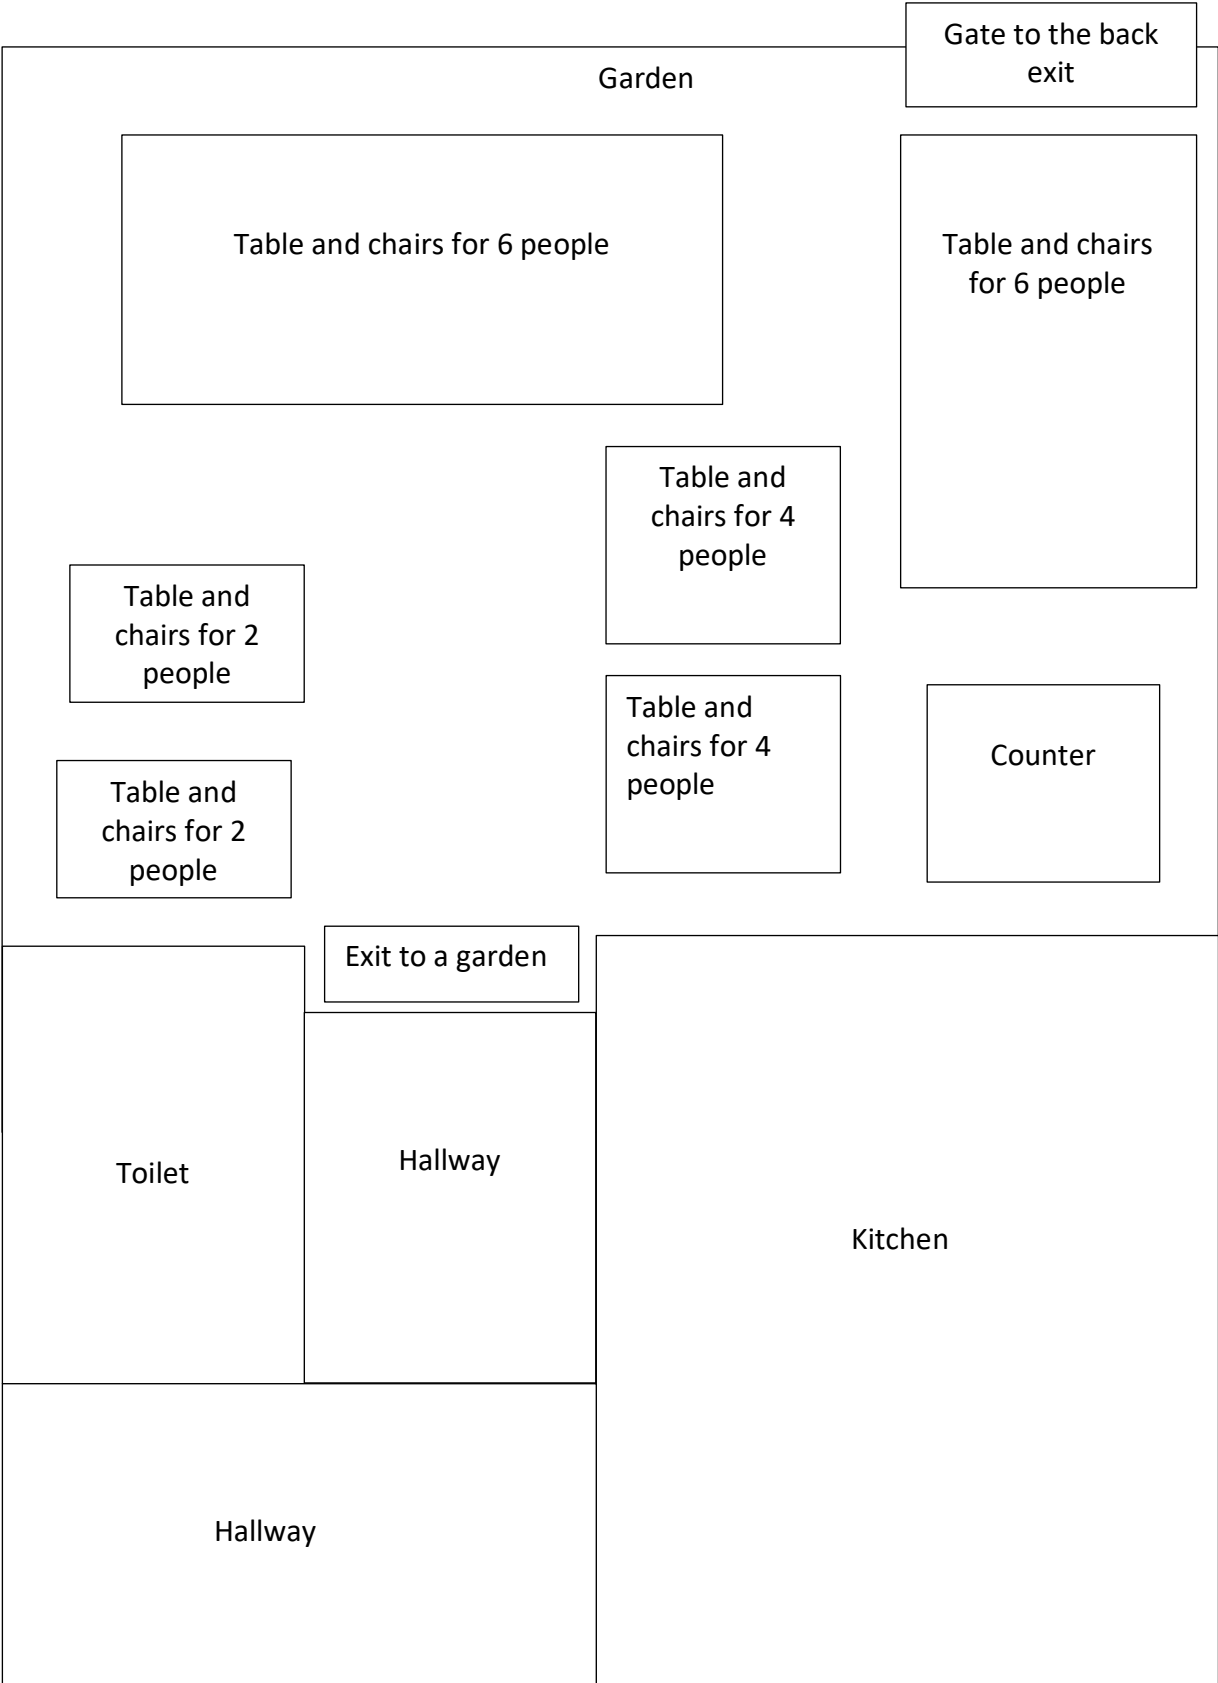 Gate to the back
exit
Garden
Table and chairs for 6 people
Table and chairs
for 6 people
Table and
chairs for 4
people
Table and
chairs for 2
people
Table and
chairs for 4
people
Counter
Table and
chairs for 2
people
Exit to a garden
Toilet
Hallway
Kitchen
Hallway